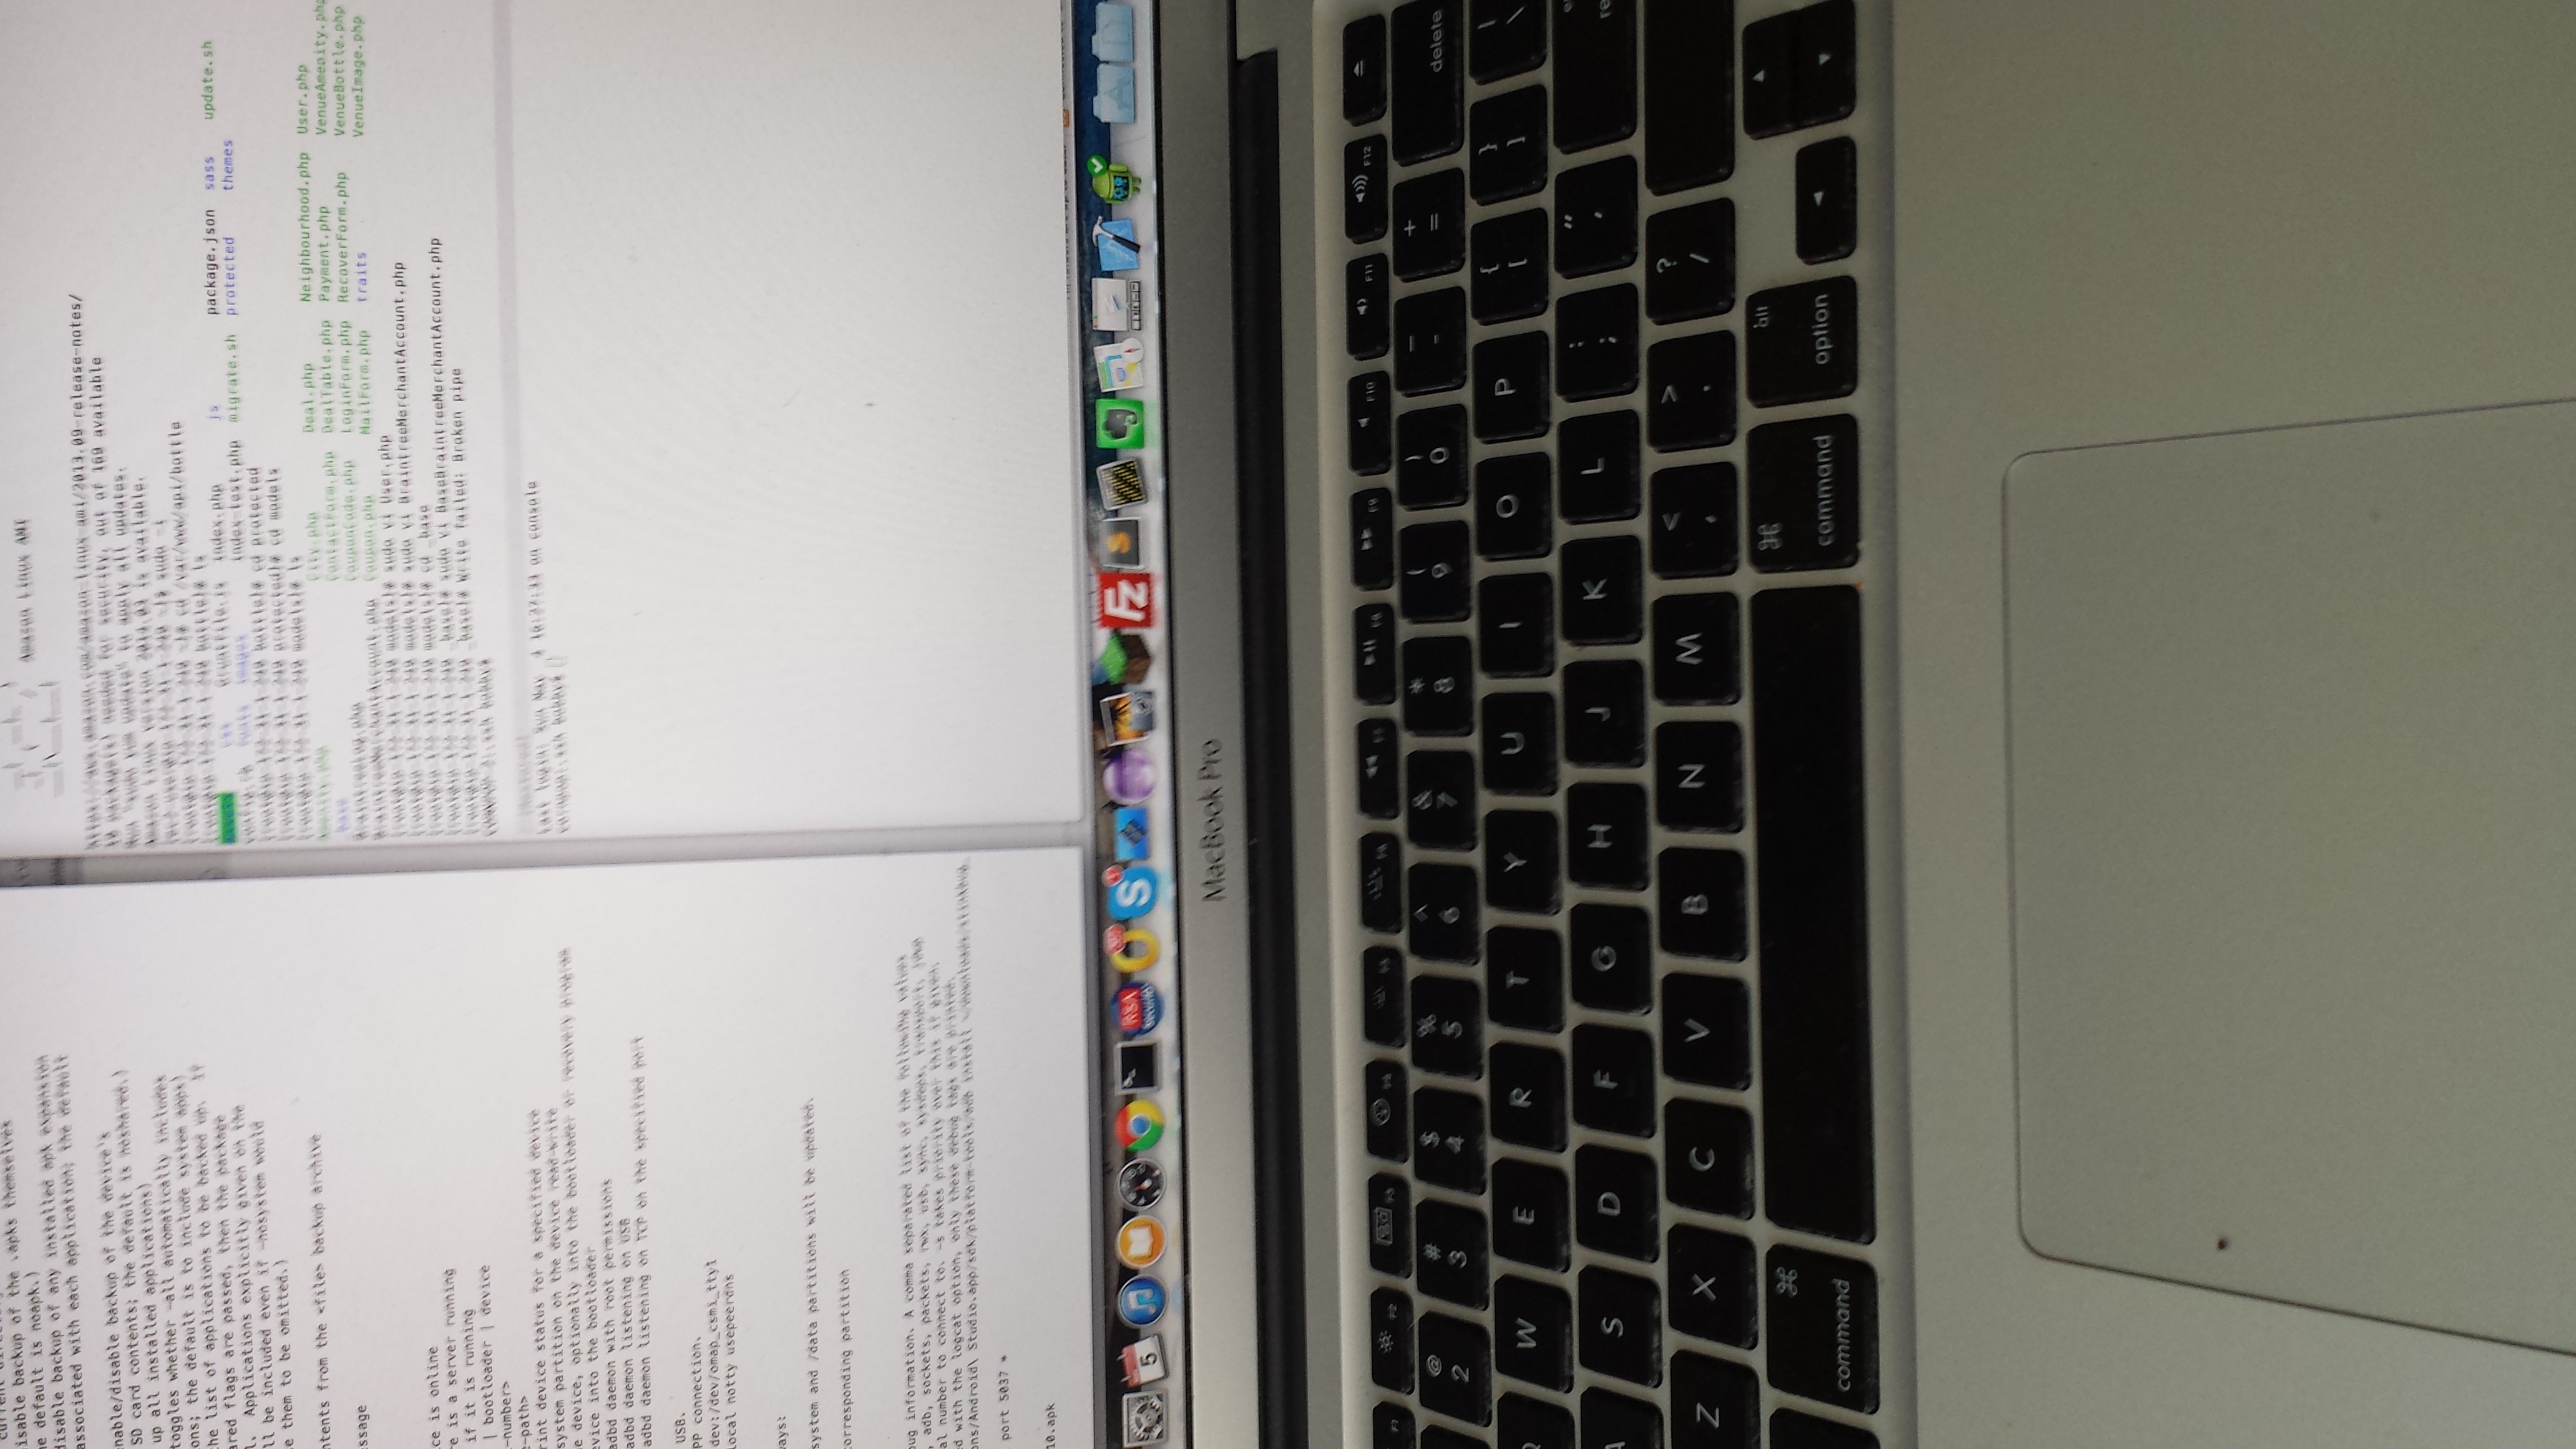 isable backup of the .apks themselves
e default is noapk.)
disable backup of any installed apk expansion
associated with each application; the default
nable/disable backup of the device's
SD card contents; the default is noshared.)
up all installed applications)
toggles whether -all automatically includes
ons; the default is to include system apps)
the list of applications to be backed up. If
ared flags are passed, then the package
l. Applications explicitly given on the
ll be included even if -nosystem would
e them to be omitted.)
ntents from the <file> backup archive
ssage
ce is online
re is a server running
if it is running
| bootloader | device
-number>
e-path>
rint device status for a specified device
system partition on the device read-write
e device, optionally into the bootloader or recovery program
evice into the bootloader
adbd daemon with root permissions
adbd daemon listening on USB
adbd daemon listening on TCP on the specified port
USB.
PP connection.
dev:/dev/omap_csmi_tty1
local notty usepeerdns
ways:
system and /data partitions will be updated.
corresponding partition
bug information. A comma separated list of the following values
, adb, sockets, packets, rwx, usb, sync, sysdeps, transport, jdwp
al number to connect to. -s takes priority over this if given.
d with the logcat option, only these debug tags are printed.
ons/Android\ Studio.app/sdk/platform-tools/adb install ~/Downloads/stinkbug_
port 5037 *
10.apk
Amazon Linux AMI
https://aws.amazon.com/amazon-linux-ami/2013.09-release-notes/
10 package(s) needed for security, out of 169 available
Run "sudo yum update" to apply all updates.
Amazon Linux version 2014.03 is available.
[ec2-user@ip-172-31-1-240 ~]$ sudo -i
[root@ip-172-31-1-240 ~]# cd /var/www/api/bottle
[root@ip-172-31-1-240 bottle]# ls
assets css Gruntfile.js index.php js package.json sass update.sh
config.rb fonts images index-test.php migrate.sh protected themes
[root@ip-172-31-1-240 bottle]# cd protected
[root@ip-172-31-1-240 protected]# cd models
[root@ip-172-31-1-240 models]# ls
Amenity.php City.php Deal.php Neighbourhood.php User.php
_base ContactForm.php DealTable.php Payment.php VenueAmenity.php
BraintreeLog.php CouponCode.php LoginForm.php RecoverForm.php VenueBottle.php
BraintreeMerchantAccount.php Coupon.php MailForm.php traits VenueImage.php
[root@ip-172-31-1-240 models]# sudo vi User.php
[root@ip-172-31-1-240 models]# sudo vi BraintreeMerchantAccount.php
[root@ip-172-31-1-240 models]# cd _base
[root@ip-172-31-1-240 _base]# sudo vi BaseBraintreeMerchantAccount.php
[root@ip-172-31-1-240 _base]# Write failed: Broken pipe
bobby$
[Restored]
Last login: Sun May 4 16:27:33 on console
bobby$
5
RSA
S
Fz
S
MacBook Pro
F1 F2 F3 F4 F5 F6 F7 F8 F9 F10 F11 F12
@ # $ % ^ & * ( ) — +
2 3 4 5 6 7 8 9 0 - = delete
W E R T Y U I O P { [ } ] \
A S D F G H J K L : ; " '
Z X C V B N M < , > . ? /
⌘ command ⌘ command alt option